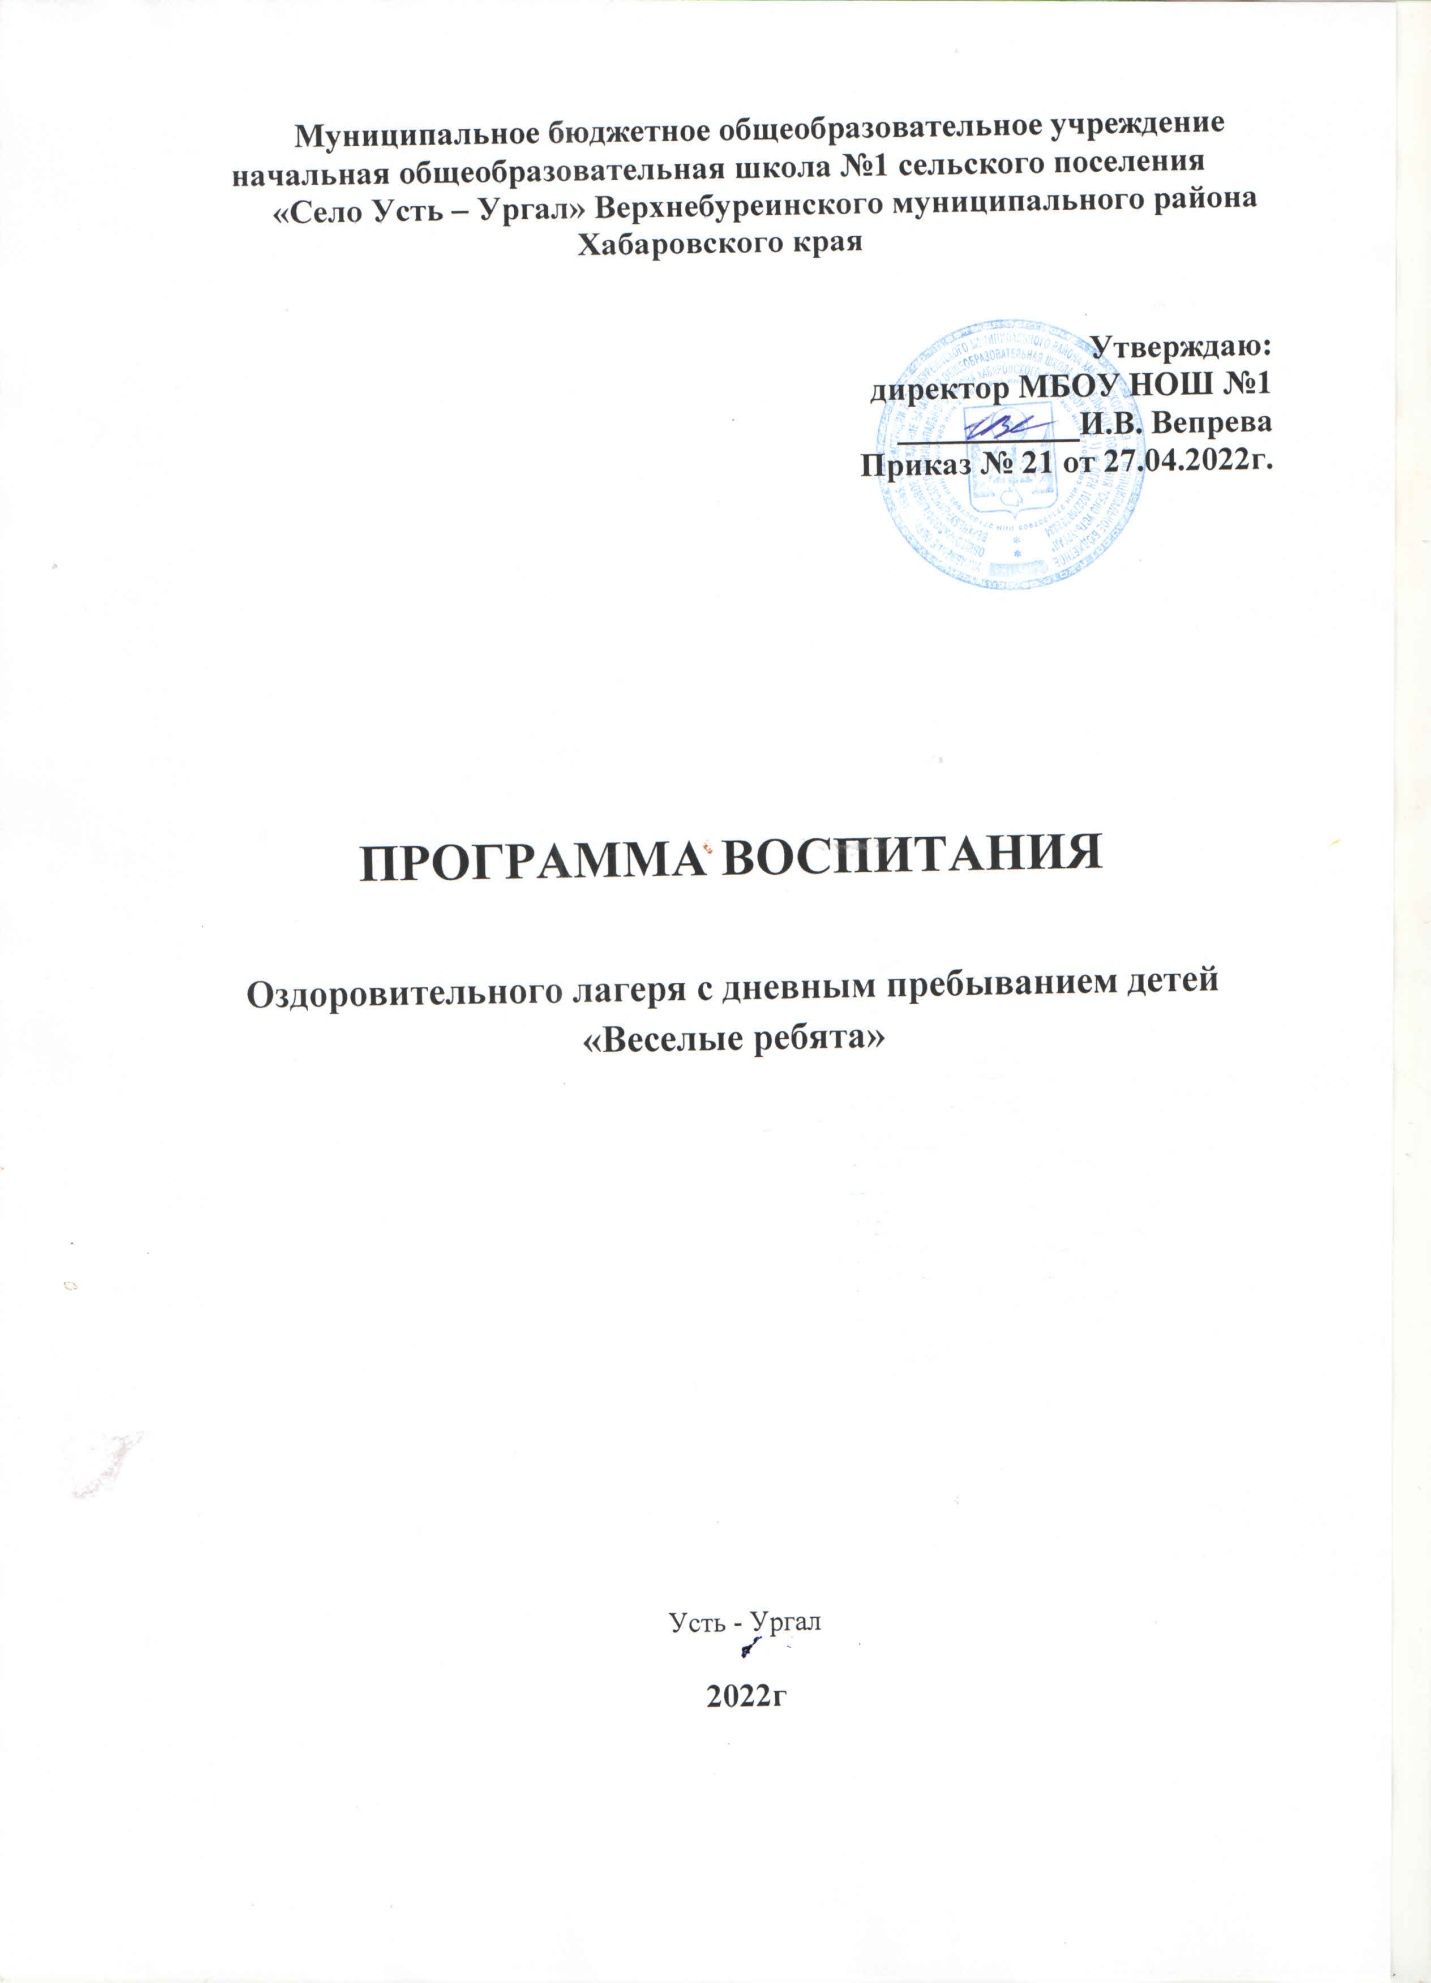 Муниципальное бюджетное общеобразовательное учреждение
начальная общеобразовательная школа №1 сельского поселения
«Село Усть – Ургал» Верхнебуреинского муниципального района
Хабаровского края
Утверждаю:
директор МБОУ НОШ №1
___________И.В. Вепрева
Приказ № 21 от 27.04.2022г.
ПРОГРАММА ВОСПИТАНИЯ
Оздоровительного лагеря с дневным пребыванием детей
«Веселые ребята»
Усть - Ургал
2022г